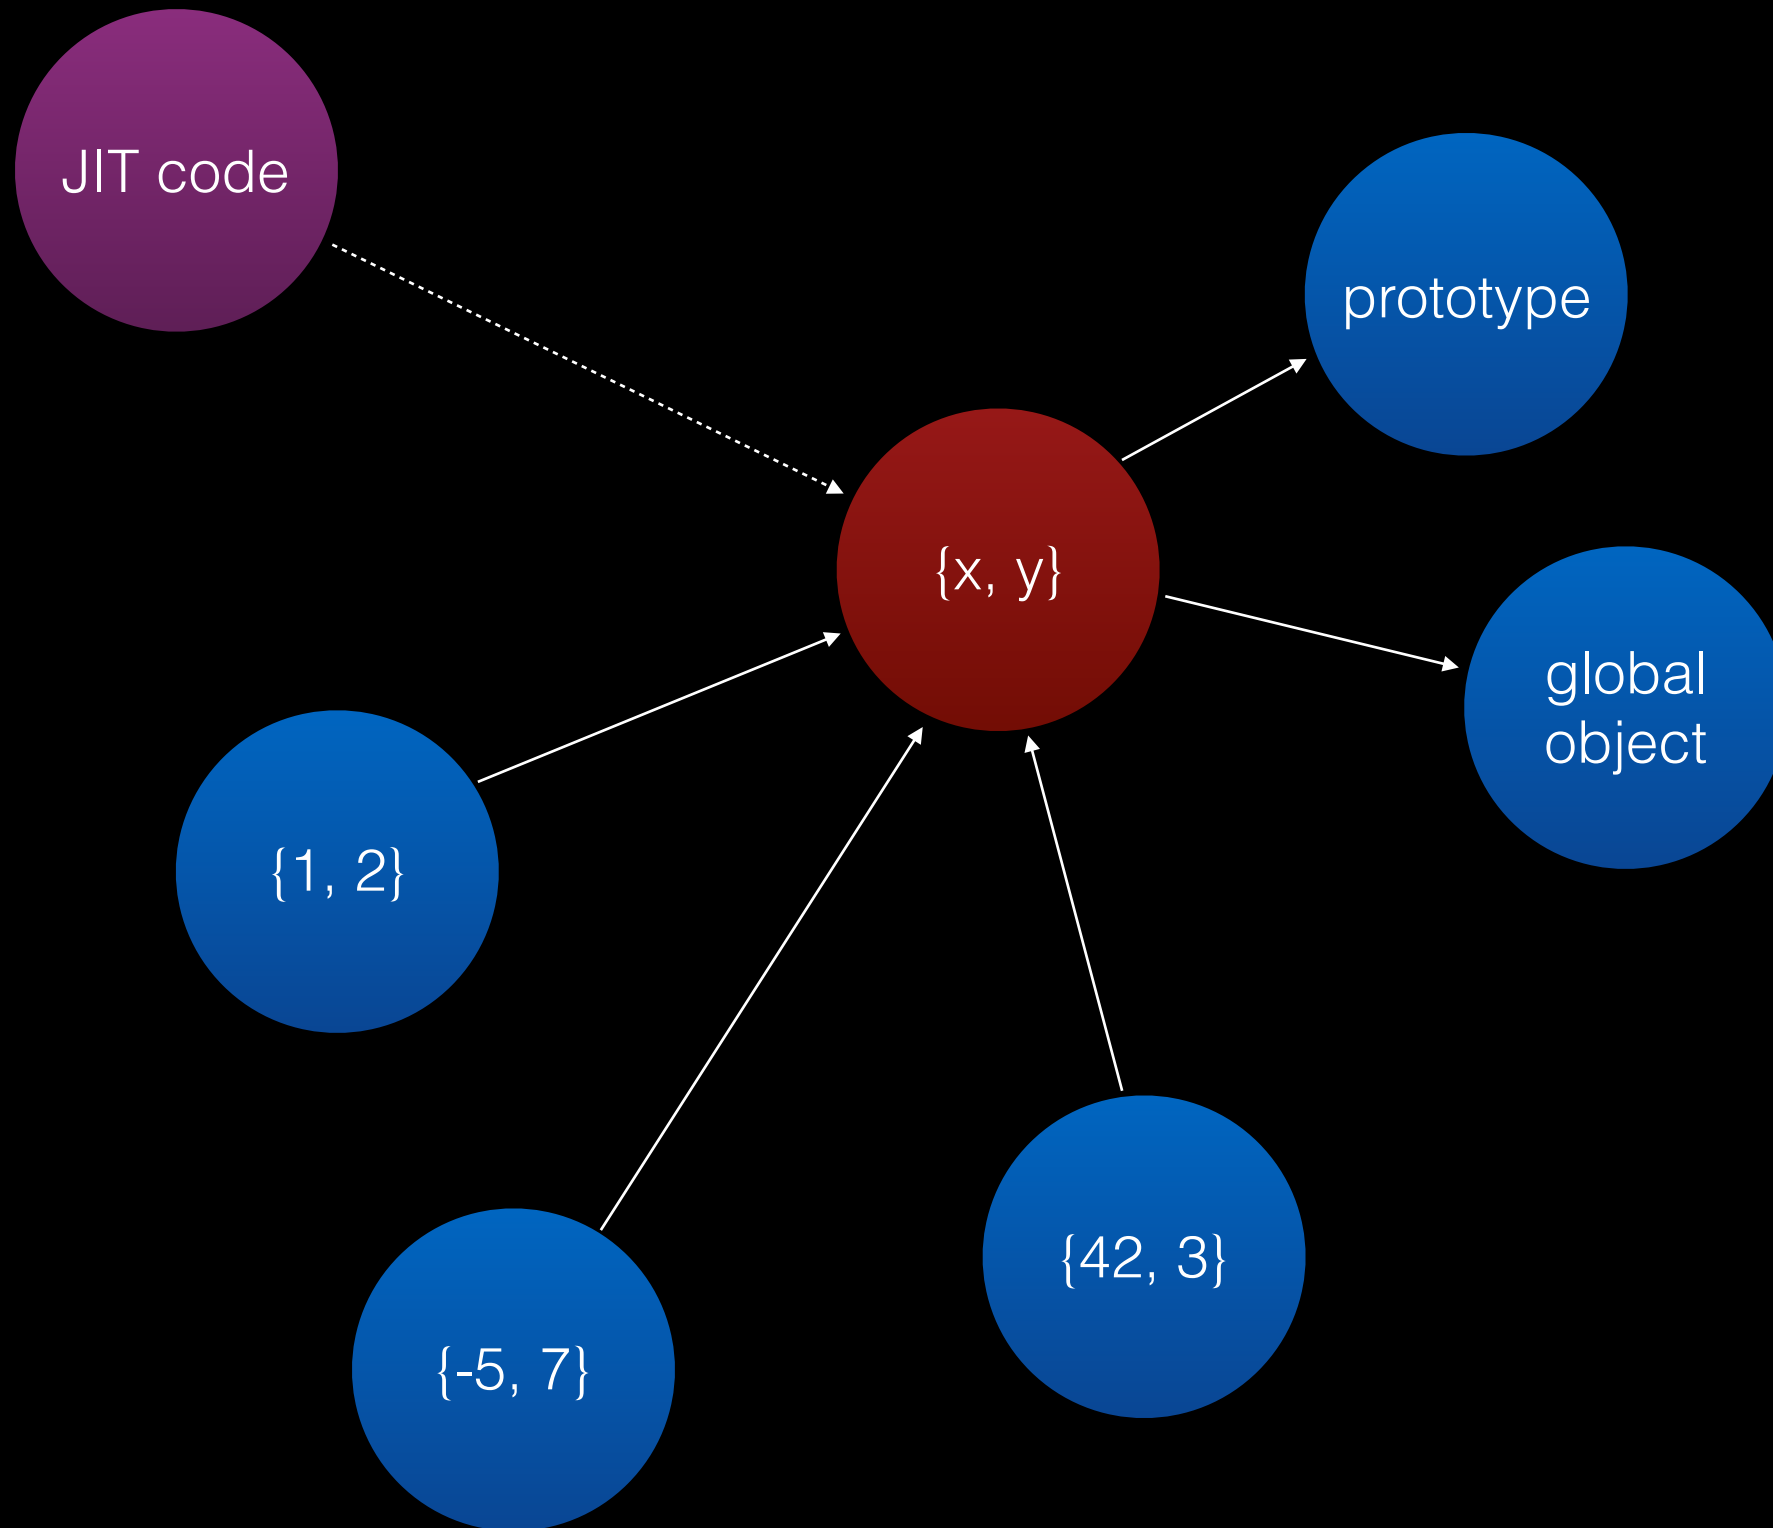 JIT code
prototype
{x, y}
global
object
{1, 2}
{42, 3}
{-5, 7}